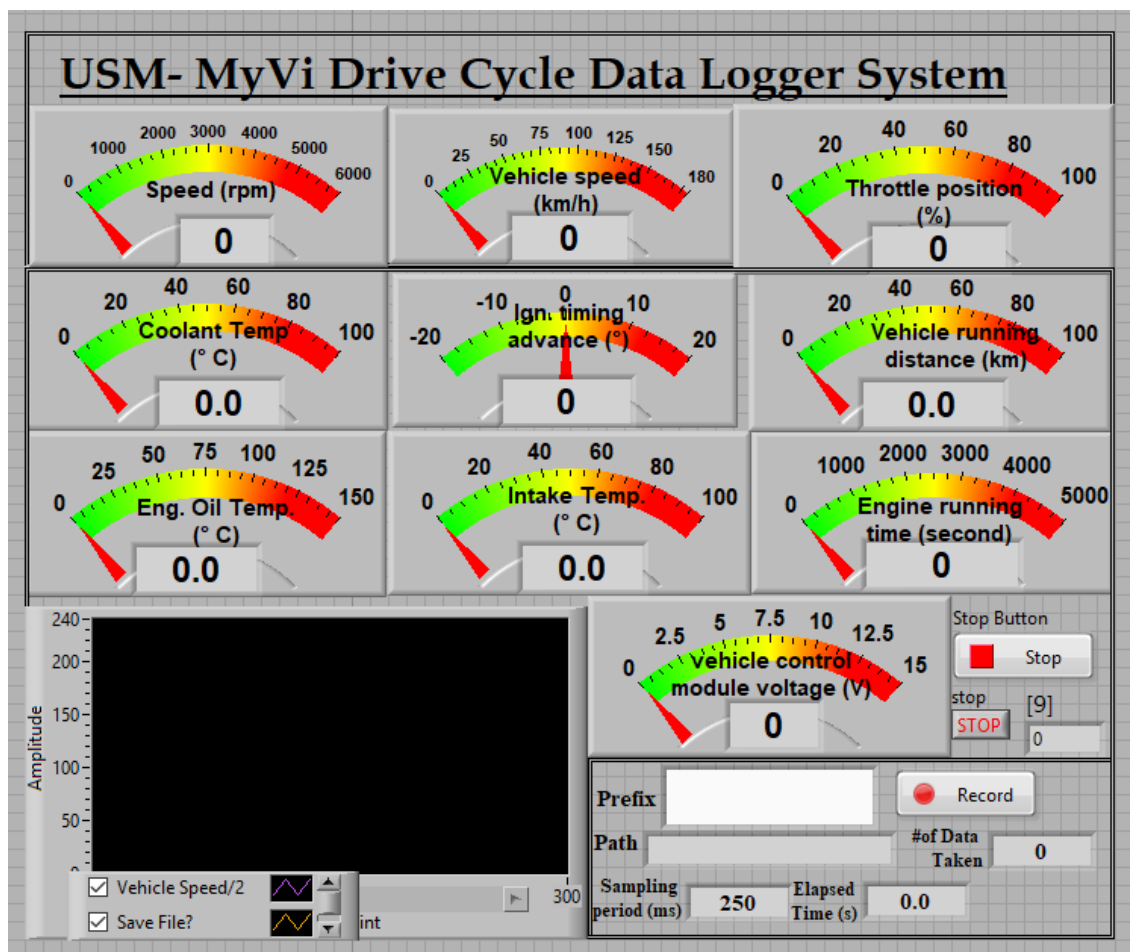 USM- MyVi Drive Cycle Data Logger System
0 1000 2000 3000 4000 5000 6000
Speed (rpm)
0
0 25 50 75 100 125 150 180
Vehicle speed
(km/h)
0
0 20 40 60 80 100
Throttle position
(%)
0
0 20 40 60 80 100
Coolant Temp
(° C)
0.0
-20 -10 0 10 20
Ign. timing
advance (°)
0
0 20 40 60 80 100
Vehicle running
distance (km)
0.0
0 25 50 75 100 125 150
Eng. Oil Temp.
(° C)
0.0
0 20 40 60 80 100
Intake Temp.
(° C)
0.0
0 1000 2000 3000 4000 5000
Engine running
time (second)
0
Amplitude
240
200
150
100
50
300
Vehicle Speed/2
Save File?
int
0 2.5 5 7.5 10 12.5 15
Vehicle control
module voltage (V)
0
Stop Button
Stop
stop
STOP
[9]
0
Prefix
Record
Path
#of Data
Taken
0
Sampling
period (ms)
250
Elapsed
Time (s)
0.0